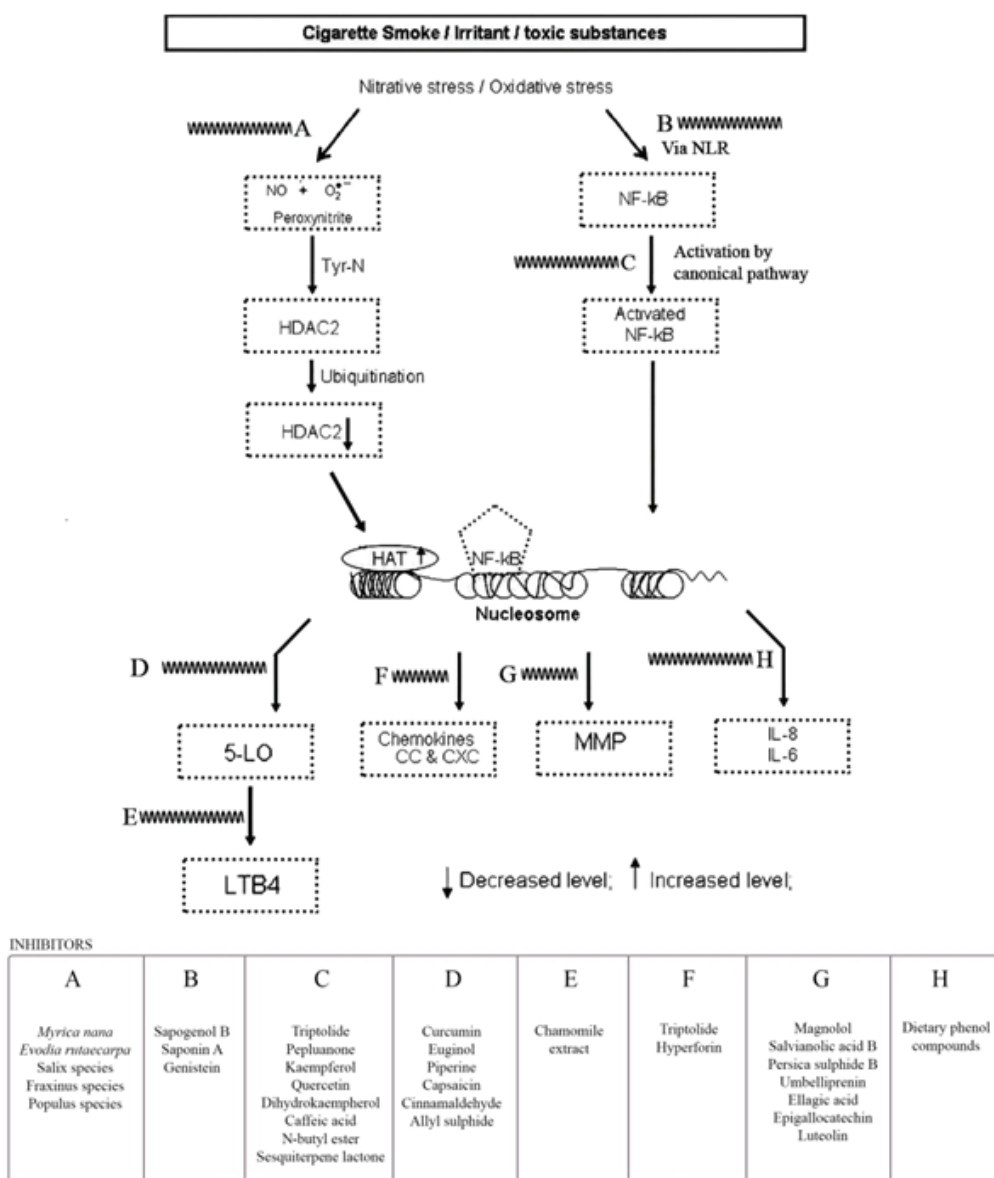 Cigarette Smoke / Irritant / toxic substances
Nitrative stress / Oxidative stress
A
B
Via NLR
NO + O2•−
Peroxynitrite
NF-kB
Tyr-N
C
Activation by
canonical pathway
HDAC2
Activated
NF-kB
Ubiquitination
HDAC2
HAT
NF-kB
Nucleosome
D
F
G
H
5-LO
Chemokines
CC & CXC
MMP
IL-8
IL-6
E
LTB4
Decreased level; Increased level;
INHIBITORS
A
Myrica nana
Evodia rutaecarpa
Salix species
Fraxinus species
Populus species
B
Sapogenol B
Saponin A
Genistein
C
Triptolide
Pepluanone
Kaempferol
Quercetin
Dihydrokaempherol
Caffeic acid
N-butyl ester
Sesquiterpene lactone
D
Curcumin
Euginol
Piperine
Capsaicin
Cinnamaldehyde
Allyl sulphide
E
Chamomile
extract
F
Triptolide
Hyperforin
G
Magnolol
Salvianolic acid B
Persica sulphide B
Umbelliprenin
Ellagic acid
Epigallocatechin
Luteolin
H
Dietary phenol
compounds